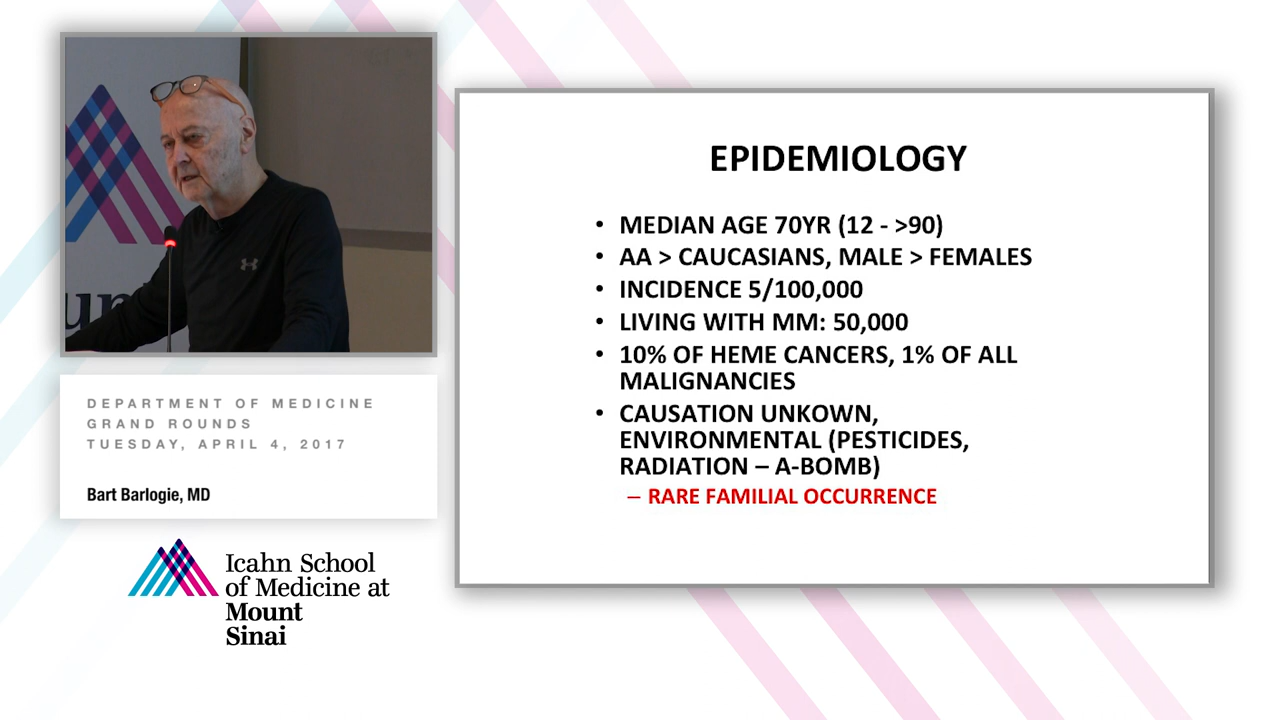 EPIDEMIOLOGY
• MEDIAN AGE 70YR (12 - >90)
• AA > CAUCASIANS, MALE > FEMALES
• INCIDENCE 5/100,000
• LIVING WITH MM: 50,000
• 10% OF HEME CANCERS, 1% OF ALL
MALIGNANCIES
• CAUSATION UNKOWN,
ENVIRONMENTAL (PESTICIDES,
RADIATION – A-BOMB)
– RARE FAMILIAL OCCURRENCE
DEPARTMENT OF MEDICINE
GRAND ROUNDS
TUESDAY, APRIL 4, 2017
Bart Barlogie, MD
Icahn School
of Medicine at
Mount
Sinai